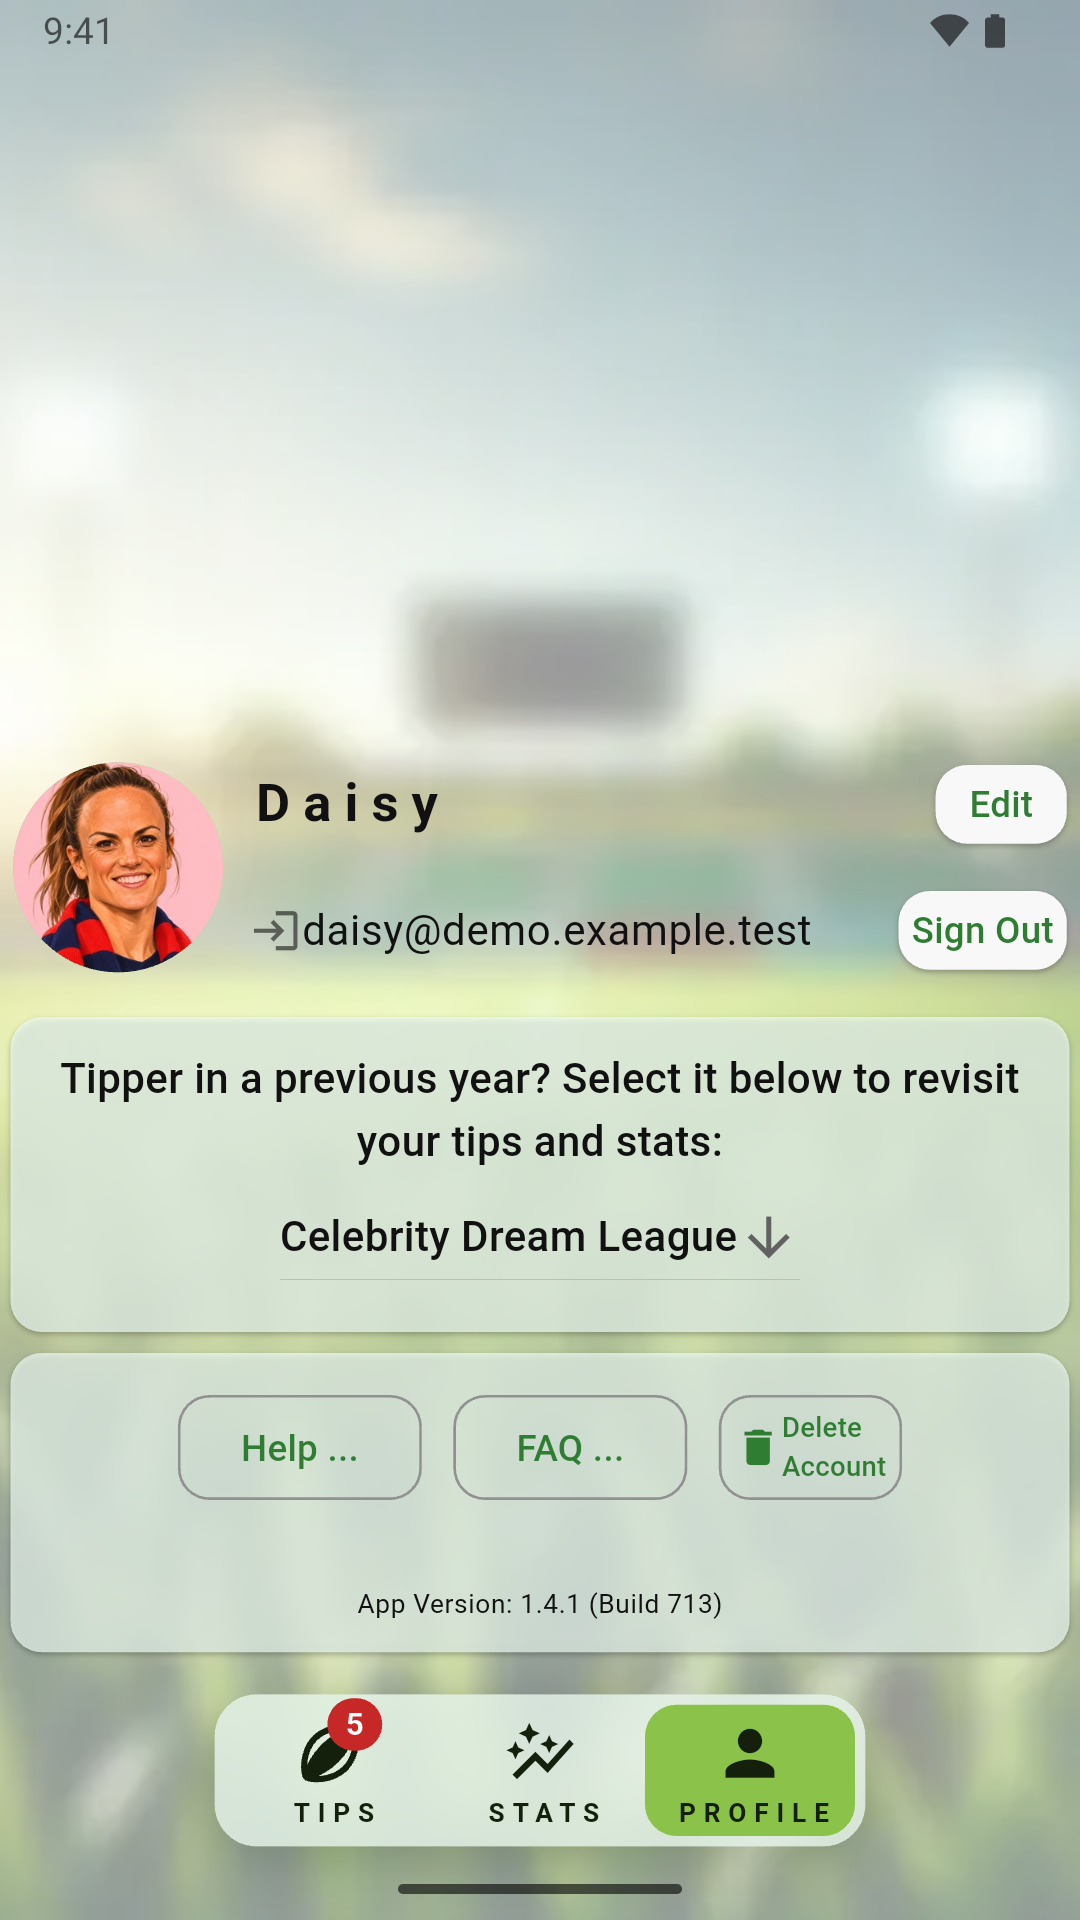 9:41
Daisy
Edit
daisy@demo.example.test
Sign Out
Tipper in a previous year? Select it below to revisit
your tips and stats:
Celebrity Dream League
Help ...
FAQ ...
Delete
Account
App Version: 1.4.1 (Build 713)
5
TIPS
STATS
PROFILE